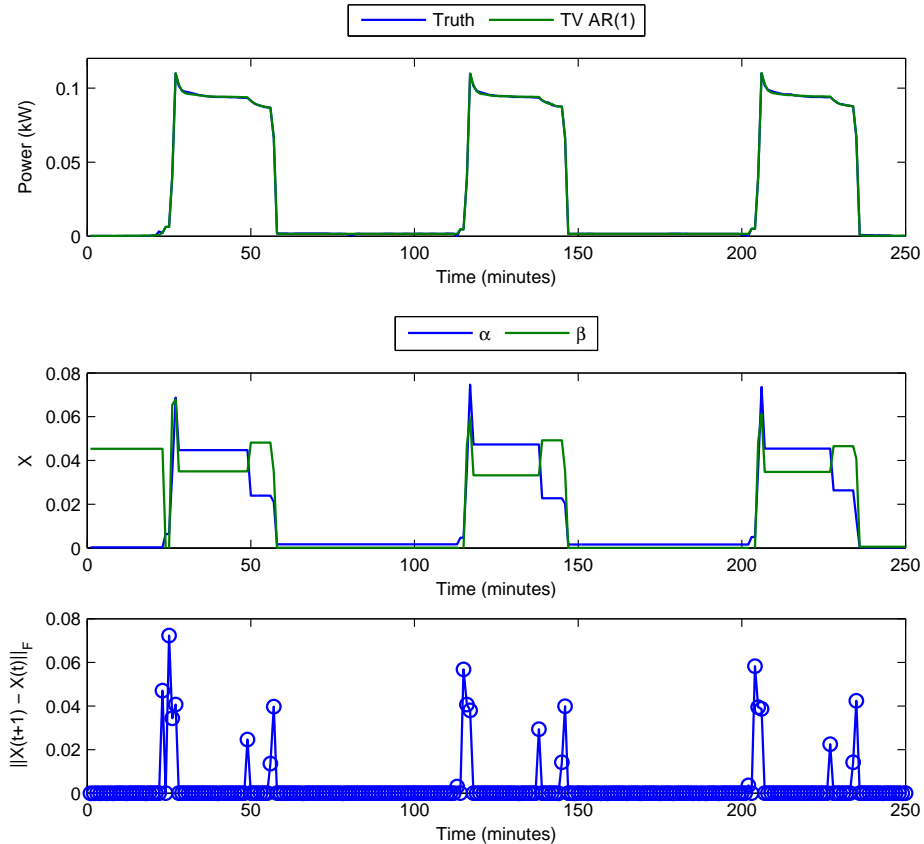 Truth TV AR(1)
0.1
0.05
0
Power (kW)
0 50 100 150 200 250
Time (minutes)
α β
0.08
0.06
0.04
0.02
0
X
0 50 100 150 200 250
Time (minutes)
0.08
0.06
0.04
0.02
0
||X(t+1) − X(t)||F
0 50 100 150 200 250
Time (minutes)